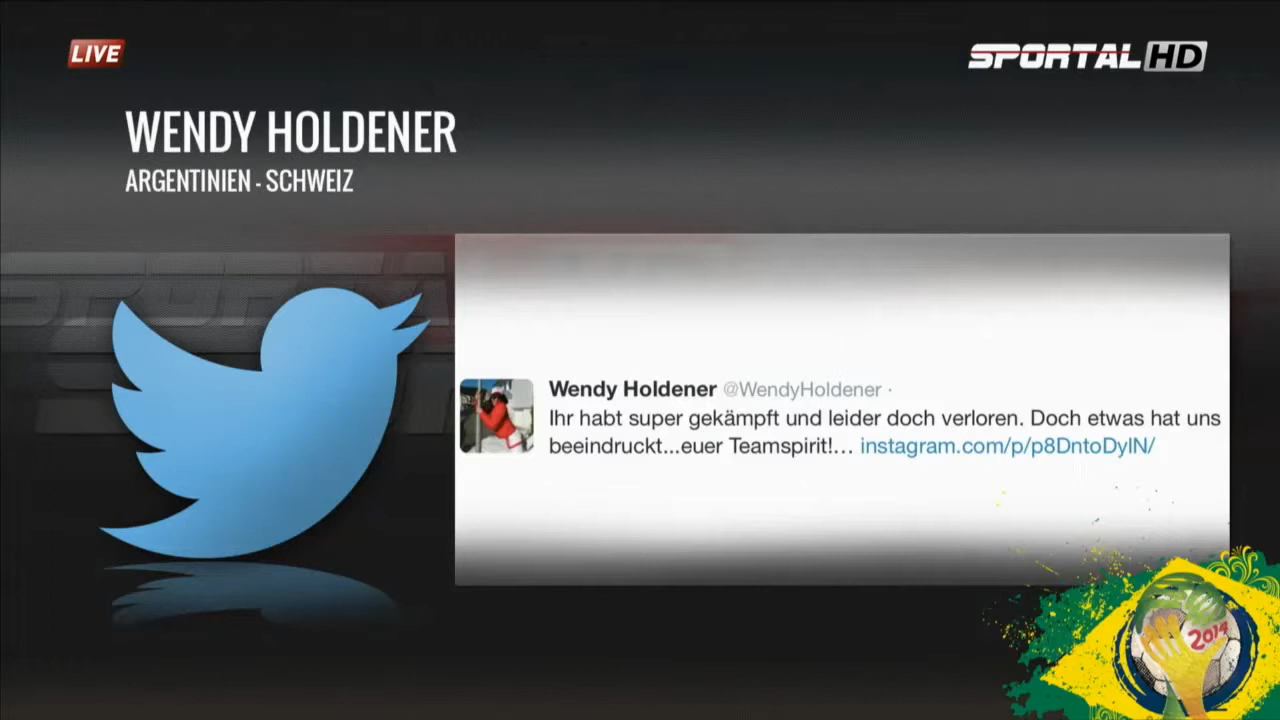 LIVE
SPORTAL HD
WENDY HOLDENER
ARGENTINIEN - SCHWEIZ
Wendy Holdener @WendyHoldener ·
Ihr habt super gekämpft und leider doch verloren. Doch etwas hat uns
beeindruckt...euer Teamspirit!... instagram.com/p/p8DntoDylN/
2014